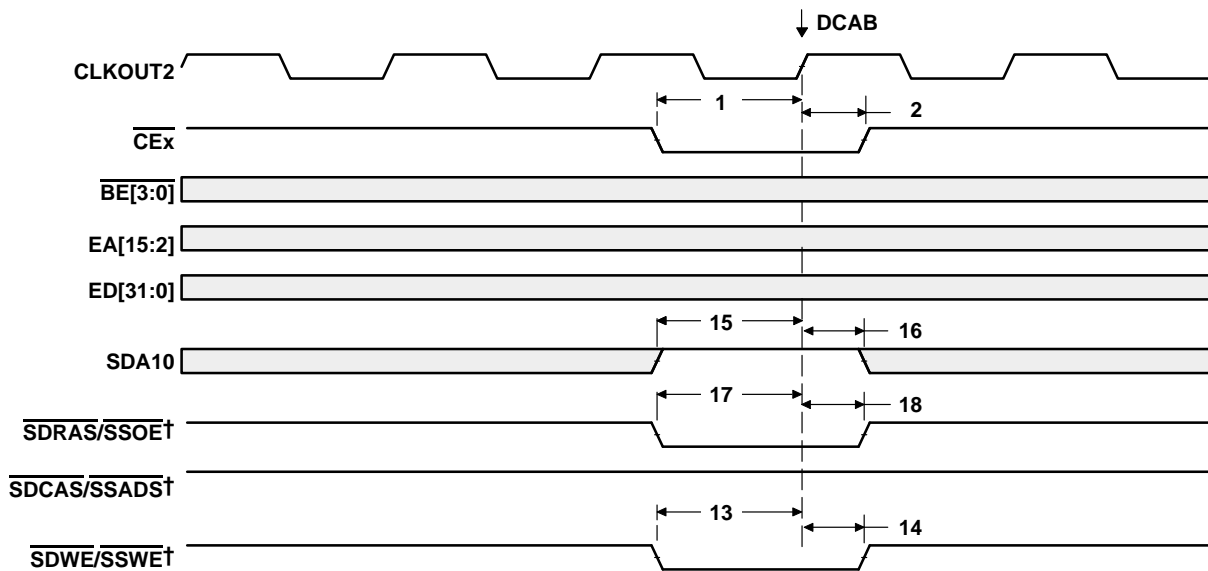 DCAB
CLKOUT2
1 2
CEx
BE[3:0]
EA[15:2]
ED[31:0]
15 16
SDA10
17 18
SDRAS/SSOE†
SDCAS/SSADS†
13 14
SDWE/SSWE†